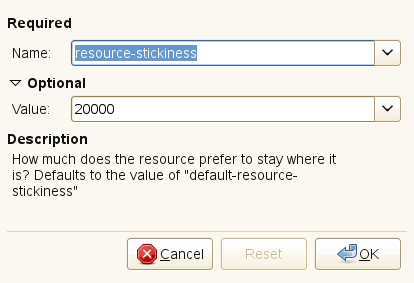 Required
Name: resource-stickiness
Optional
Value: 20000
Description
How much does the resource prefer to stay where it
is? Defaults to the value of "default-resource-
stickiness"
Cancel Reset OK